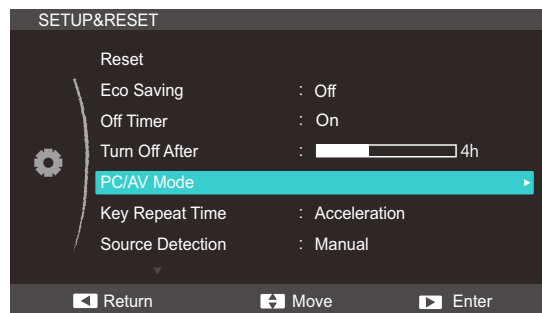 SETUP&RESET
Reset
Eco Saving : Off
Off Timer : On
Turn Off After : 4h
PC/AV Mode
Key Repeat Time : Acceleration
Source Detection : Manual
Return Move Enter